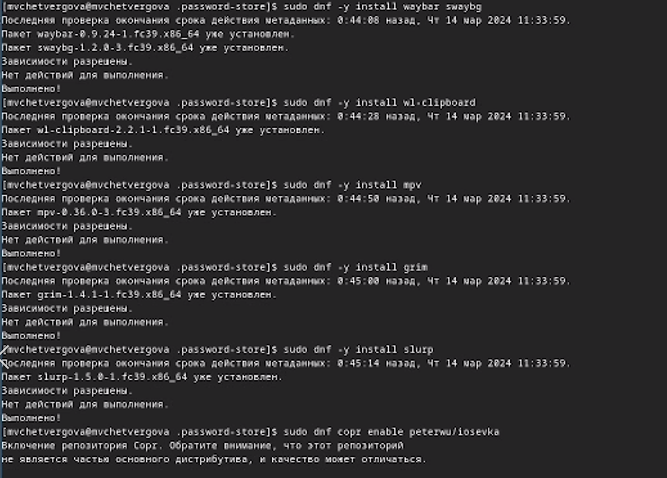 [mvchetvergova@mvchetvergova .password-store]$ sudo dnf -y install waybar swaybg
Последняя проверка окончания срока действия метаданных: 0:44:08 назад, Чт 14 мар 2024 11:33:59.
Пакет waybar-0.9.24-1.fc39.x86_64 уже установлен.
Пакет swaybg-1.2.0-3.fc39.x86_64 уже установлен.
Зависимости разрешены.
Нет действий для выполнения.
Выполнено!
[mvchetvergova@mvchetvergova .password-store]$ sudo dnf -y install wl-clipboard
Последняя проверка окончания срока действия метаданных: 0:44:28 назад, Чт 14 мар 2024 11:33:59.
Пакет wl-clipboard-2.2.1-1.fc39.x86_64 уже установлен.
Зависимости разрешены.
Нет действий для выполнения.
Выполнено!
[mvchetvergova@mvchetvergova .password-store]$ sudo dnf -y install mpv
Последняя проверка окончания срока действия метаданных: 0:44:50 назад, Чт 14 мар 2024 11:33:59.
Пакет mpv-0.36.0-3.fc39.x86_64 уже установлен.
Зависимости разрешены.
Нет действий для выполнения.
Выполнено!
[mvchetvergova@mvchetvergova .password-store]$ sudo dnf -y install grim
Последняя проверка окончания срока действия метаданных: 0:45:00 назад, Чт 14 мар 2024 11:33:59.
Пакет grim-1.4.1-1.fc39.x86_64 уже установлен.
Зависимости разрешены.
Нет действий для выполнения.
Выполнено!
[mvchetvergova@mvchetvergova .password-store]$ sudo dnf -y install slurp
Последняя проверка окончания срока действия метаданных: 0:45:14 назад, Чт 14 мар 2024 11:33:59.
Пакет slurp-1.5.0-1.fc39.x86_64 уже установлен.
Зависимости разрешены.
Нет действий для выполнения.
Выполнено!
[mvchetvergova@mvchetvergova .password-store]$ sudo dnf copr enable peterwu/iosevka
Включение репозитория Copr. Обратите внимание, что этот репозиторий
не является частью основного дистрибутива, и качество может отличаться.